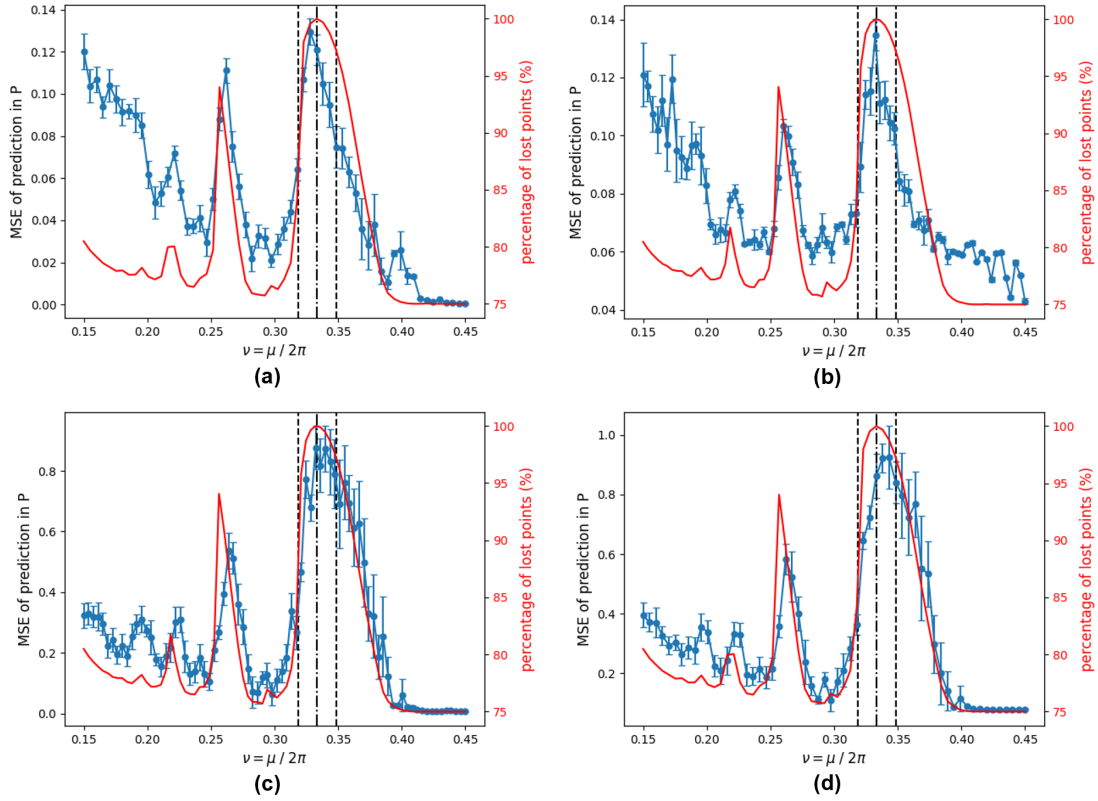 0.14
0.12
0.10
0.08
0.06
0.04
0.02
0.00
MSE of prediction in P
100
95
90
85
80
75
percentage of lost points (%)
0.15 0.20 0.25 0.30 0.35 0.40 0.45
ν = μ / 2π
(a)
0.14
0.12
0.10
0.08
0.06
0.04
MSE of prediction in P
100
95
90
85
80
75
percentage of lost points (%)
0.15 0.20 0.25 0.30 0.35 0.40 0.45
ν = μ / 2π
(b)
0.8
0.6
0.4
0.2
0.0
MSE of prediction in P
100
95
90
85
80
75
percentage of lost points (%)
0.15 0.20 0.25 0.30 0.35 0.40 0.45
ν = μ / 2π
(c)
1.0
0.8
0.6
0.4
0.2
MSE of prediction in P
100
95
90
85
80
75
percentage of lost points (%)
0.15 0.20 0.25 0.30 0.35 0.40 0.45
ν = μ / 2π
(d)